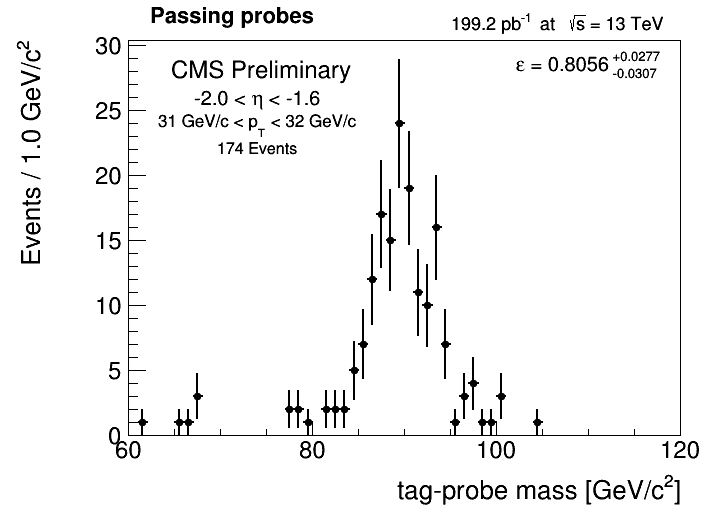 Passing probes
199.2 pb⁻¹ at √s = 13 TeV
CMS Preliminary
-2.0 < η < -1.6
31 GeV/c < p_T < 32 GeV/c
174 Events
ε = 0.8056 +0.0277 -0.0307
Events / 1.0 GeV/c²
30
25
20
15
10
5
0
60 80 100 120
tag-probe mass [GeV/c²]